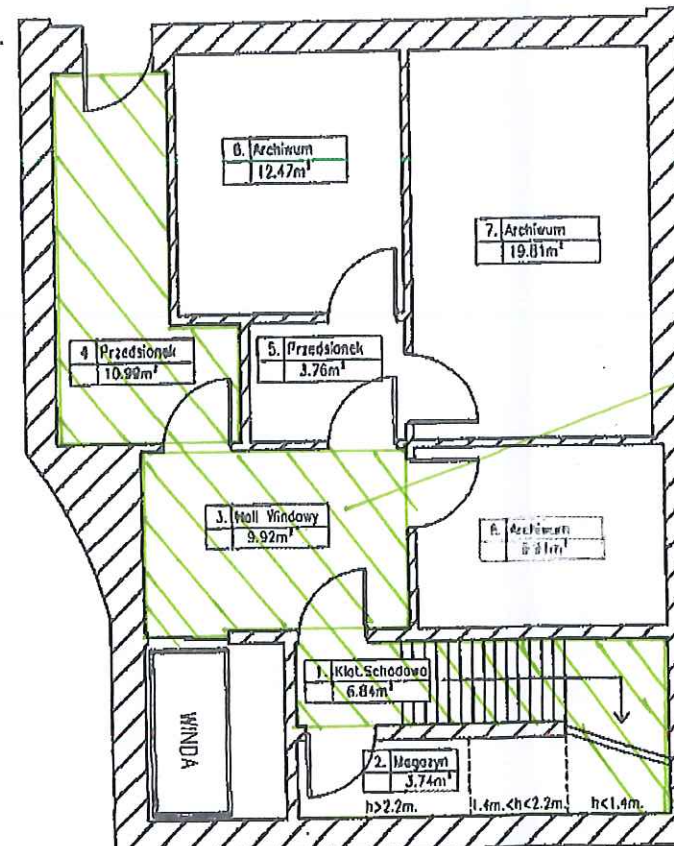 6. Archiwum
12.47m²
7. Archiwum
19.81m²
4 Przedsionek
10.99m²
5. Przedsionek
3.76m²
3. Hall Windowy
9.92m²
Archiwum
1. Klat.Schodowa
6.84m²
WINDA
2. Magazyn
3.74m²
h>2.2m.
1.4m.<h<2.2m.
h<1.4m.